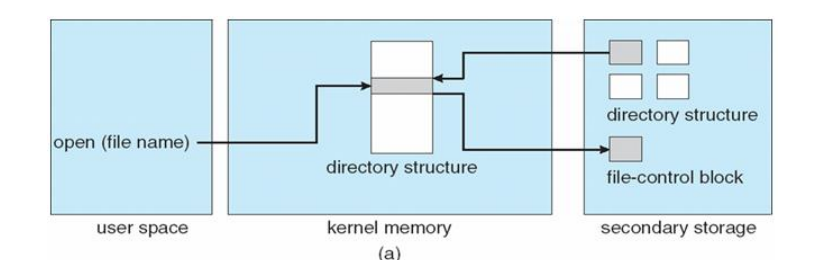 open (file name)
directory structure
directory structure
file-control block
user space
kernel memory
secondary storage
(a)